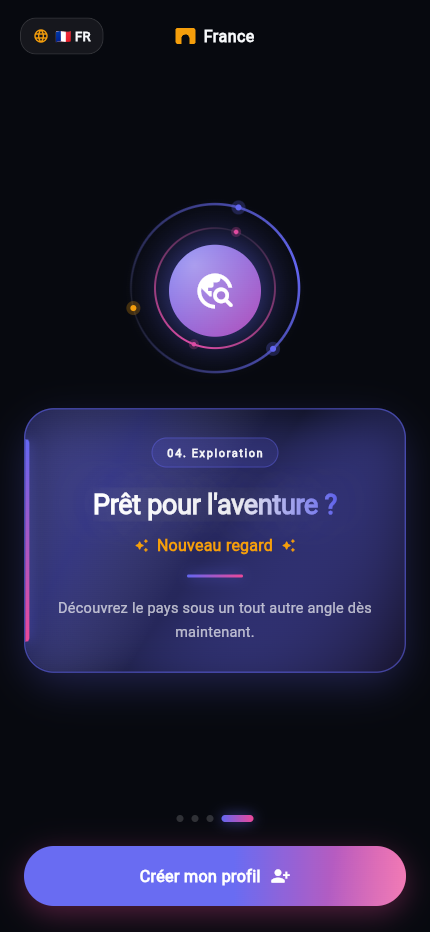 🇫🇷 FR
France
04. Exploration
Prêt pour l'aventure ?
Nouveau regard
Découvrez le pays sous un tout autre angle dès
maintenant.
Créer mon profil